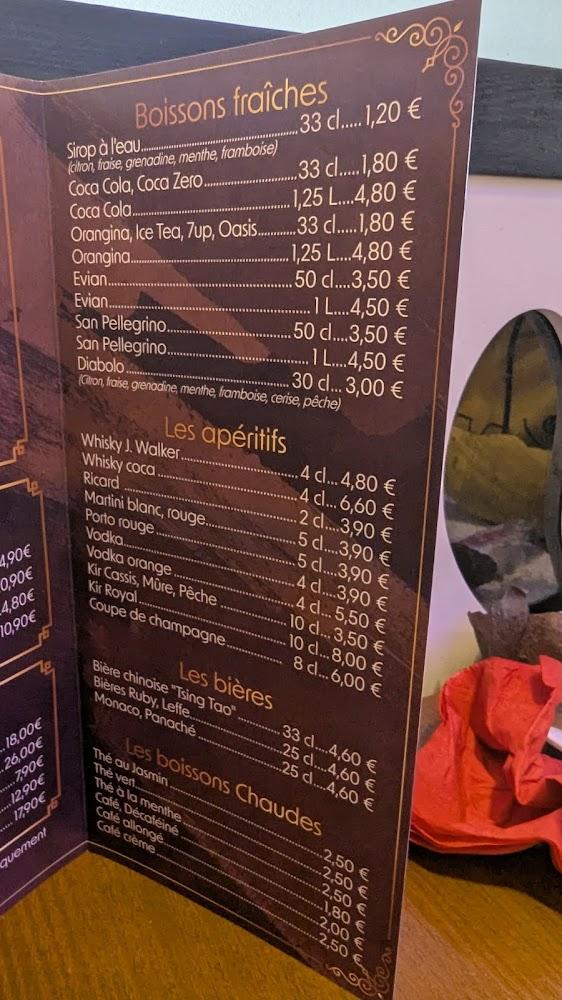 4,90€
0,90€
4,80€
10,90€
18,00€
26,00€
7,90€
12,90€
17,90€
quement
Boissons fraîches
Sirop à l'eau.....33 cl.....1,20 €
(citron, fraise, grenadine, menthe, framboise)
Coca Cola, Coca Zero.....33 cl.....1,80 €
Coca Cola.....1,25 L....4,80 €
Orangina, Ice Tea, 7up, Oasis.....33 cl....1,80 €
Orangina.....1,25 L....4,80 €
Evian.....50 cl....3,50 €
Evian.....1 L....4,50 €
San Pellegrino.....50 cl....3,50 €
San Pellegrino.....1 L....4,50 €
Diabolo.....30 cl...3,00 €
(Citron, fraise, grenadine, menthe, framboise, cerise, pêche)
Les apéritifs
Whisky J. Walker.....4 cl...4,80 €
Whisky coca.....4 cl...6,60 €
Ricard.....2 cl...3,90 €
Martini blanc, rouge.....5 cl...3,90 €
Porto rouge.....5 cl...3,90 €
Vodka.....4 cl...3,90 €
Vodka orange.....4 cl...5,50 €
Kir Cassis, Mûre, Pêche.....10 cl...3,50 €
Kir Royal.....10 cl...8,00 €
Coupe de champagne.....8 cl...6,00 €
Les bières
Bière chinoise "Tsing Tao".....33 cl...4,60 €
Bières Ruby, Leffe.....25 cl...4,60 €
Monaco, Panaché.....25 cl...4,60 €
Les boissons Chaudes
Thé au Jasmin.....2,50 €
Thé vert.....2,50 €
Thé à la menthe.....2,50 €
Café, Décaféiné.....1,80 €
Café allongé.....2,00 €
Café crème.....2,50 €